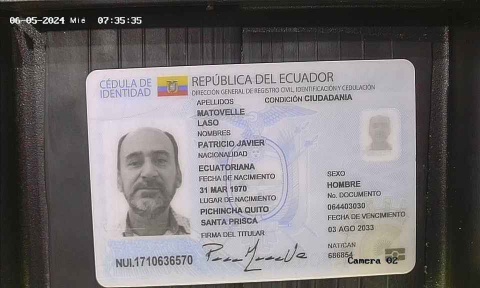 06-05-2024 Mie 07:35:35
CÉDULA DE IDENTIDAD
REPÚBLICA DEL ECUADOR
DIRECCIÓN GENERAL DE REGISTRO CIVIL, IDENTIFICACIÓN Y CEDULACIÓN
APELLIDOS
CONDICIÓN CIUDADANIA
MATOVELLE
LASO
NOMBRES
PATRICIO JAVIER
NACIONALIDAD
ECUATORIANA
FECHA DE NACIMIENTO
31 MAR 1970
LUGAR DE NACIMIENTO
PICHINCHA QUITO
SANTA PRISCA
FIRMA DEL TITULAR
SEXO
HOMBRE
No. DOCUMENTO
064403030
FECHA DE VENCIMIENTO
03 AGO 2033
NAT/CAN
686854
NUI.1710636570
Camera 02